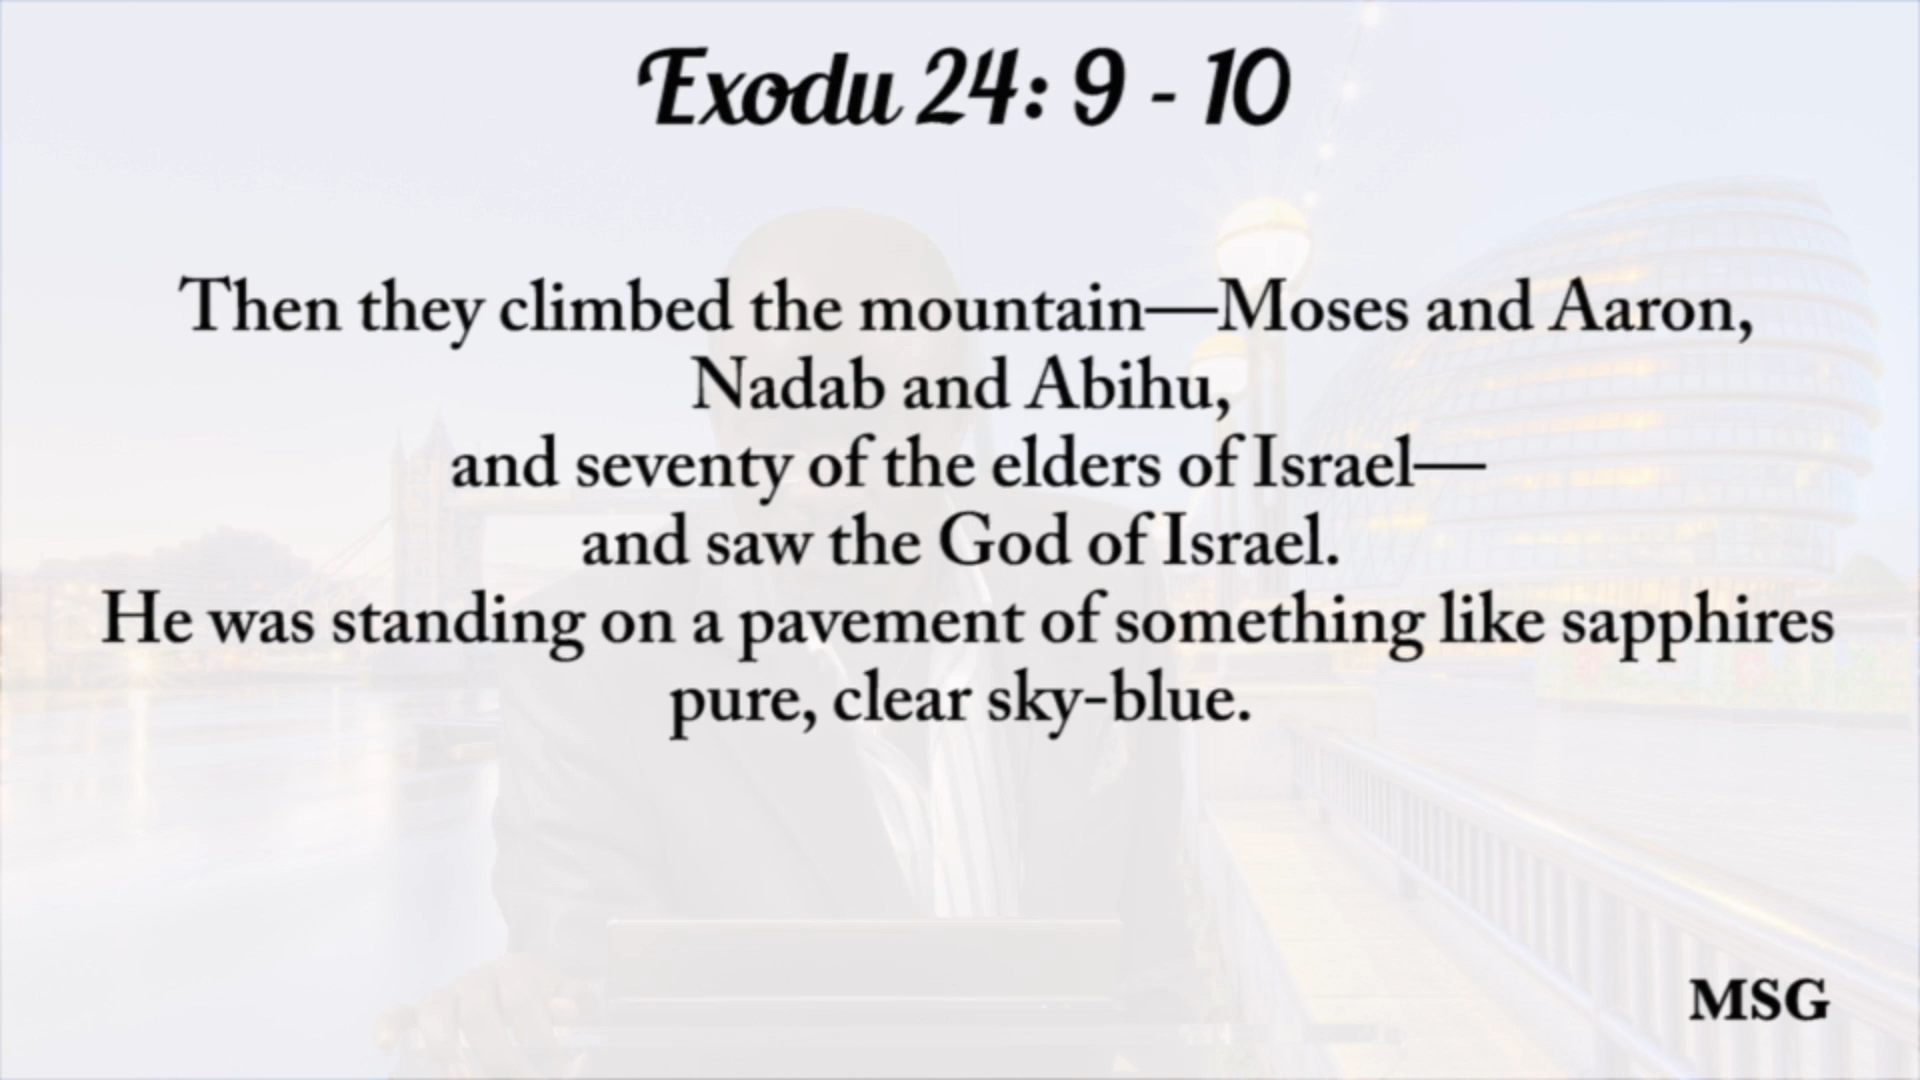 Exodu 24: 9 - 10
Then they climbed the mountain—Moses and Aaron,
Nadab and Abihu,
and seventy of the elders of Israel—
and saw the God of Israel.
He was standing on a pavement of something like sapphires
pure, clear sky-blue.
MSG